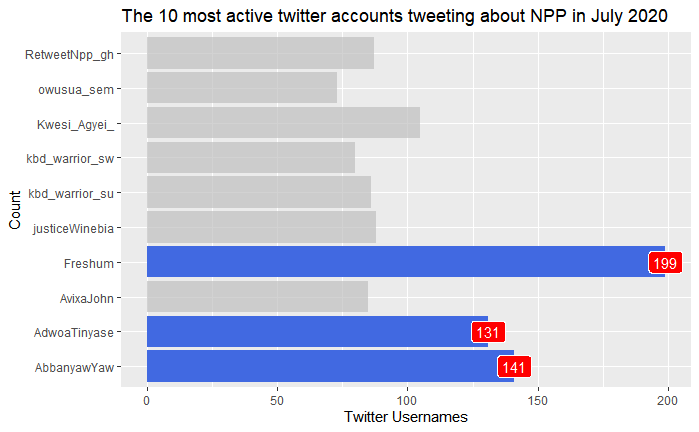 The 10 most active twitter accounts tweeting about NPP in July 2020
RetweetNpp_gh
owusua_sem
Kwesi_Agyei_
kbd_warrior_sw
kbd_warrior_su
justiceWinebia
Freshum
199
AvixaJohn
AdwoaTinyase
131
AbbanyawYaw
141
Count
0 50 100 150 200
Twitter Usernames